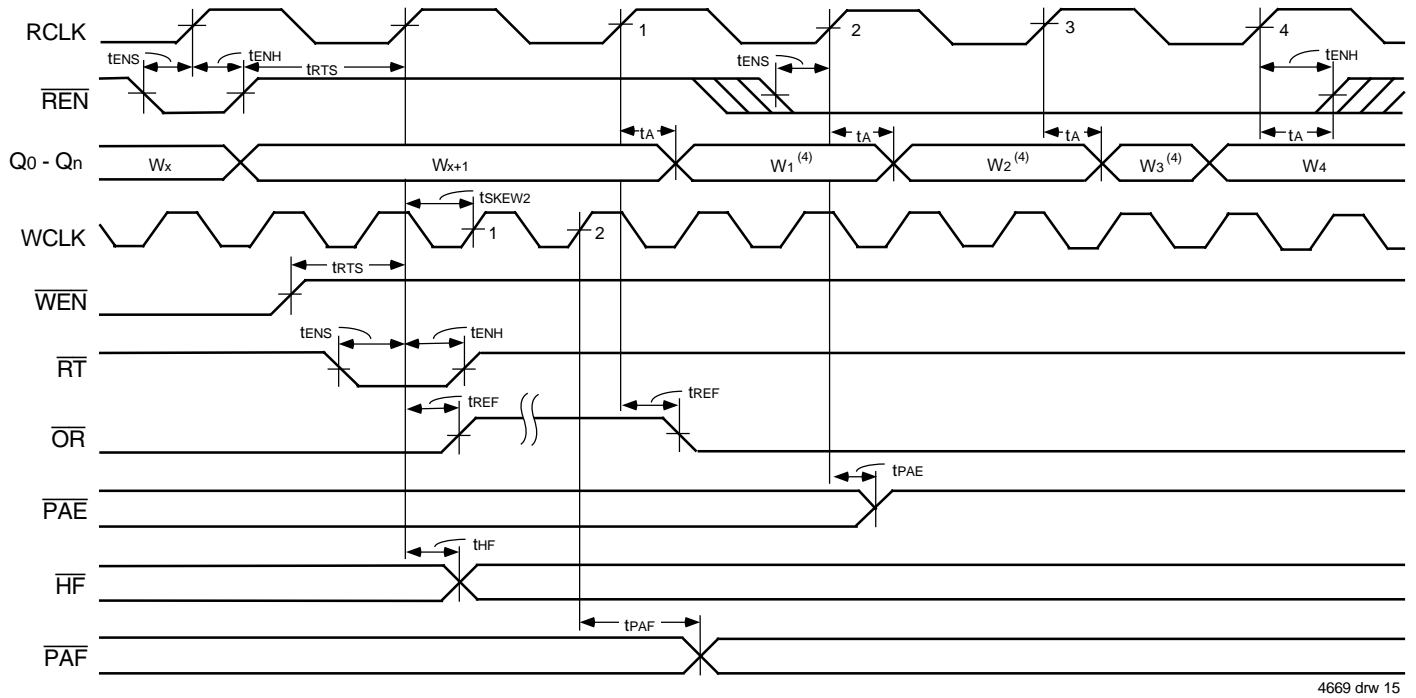 RCLK 1 2 3 4
tENS tENH tRTS tENS tENH
REN
tA tA tA tA
Q0 - Qn Wx Wx+1 W1(4) W2(4) W3(4) W4
tSKEW2
WCLK 1 2
tRTS
WEN
tENS tENH
RT
tREF tREF
OR
tPAE
PAE
tHF
HF
tPAF
PAF
4669 drw 15